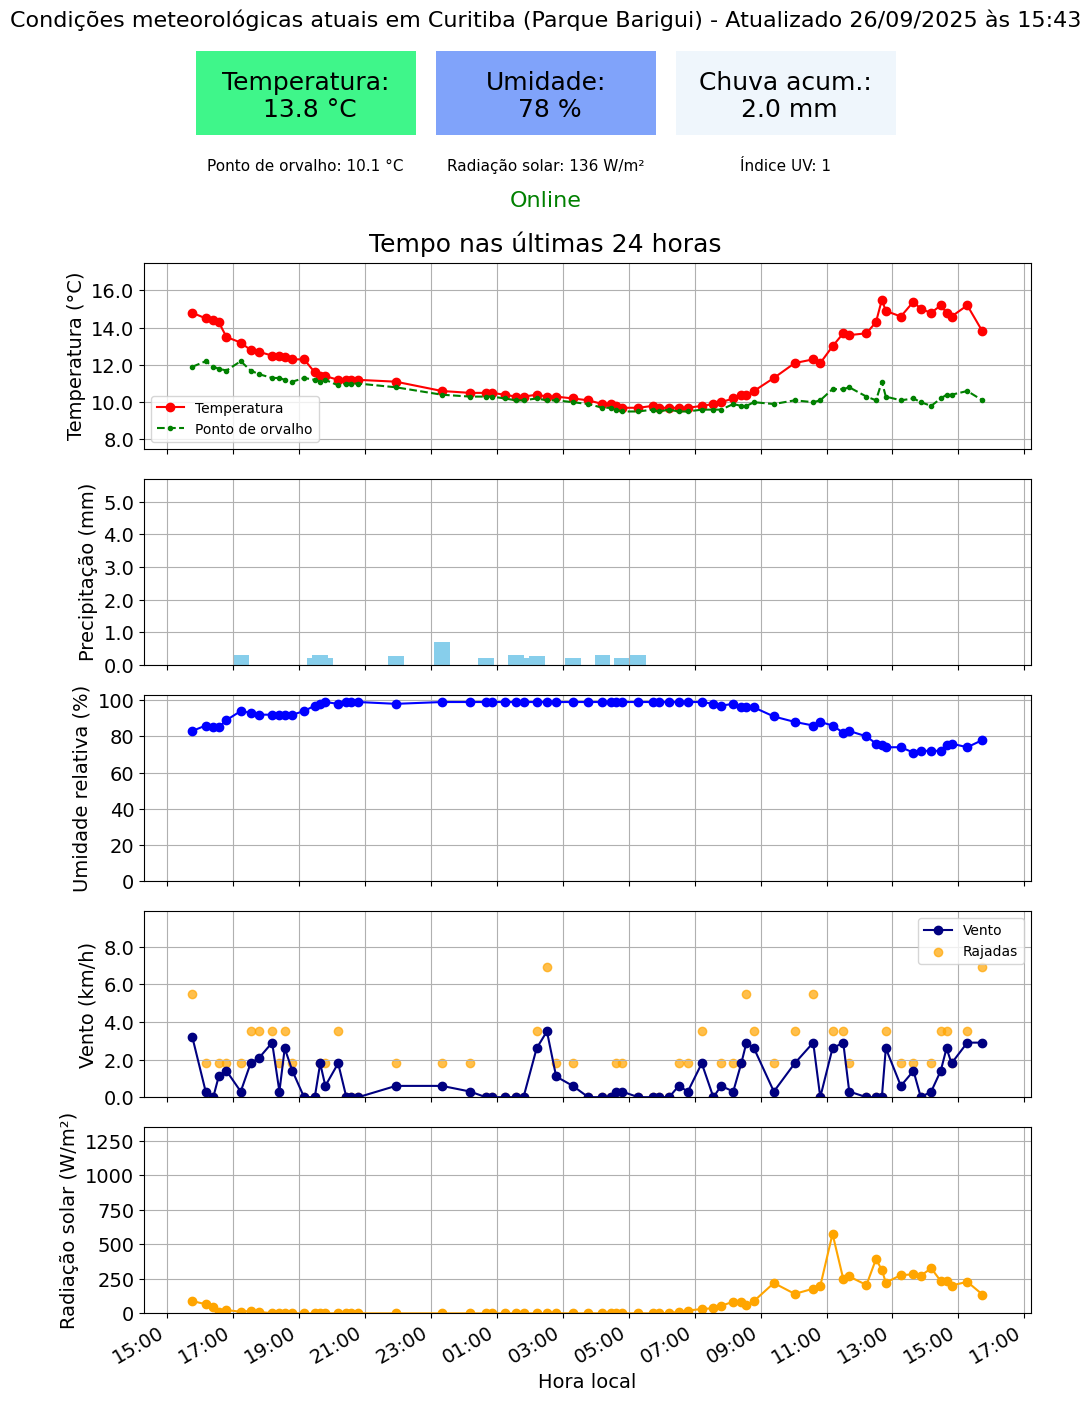 Condições meteorológicas atuais em Curitiba (Parque Barigui) - Atualizado 26/09/2025 às 15:43
Temperatura:
13.8 °C
Umidade:
78 %
Chuva acum.:
2.0 mm
Ponto de orvalho: 10.1 °C
Radiação solar: 136 W/m²
Índice UV: 1
Online
Tempo nas últimas 24 horas
Temperatura (°C)
16.0
14.0
12.0
10.0
8.0
Temperatura
Ponto de orvalho
Precipitação (mm)
5.0
4.0
3.0
2.0
1.0
0.0
Umidade relativa (%)
100
80
60
40
20
0
Vento (km/h)
8.0
6.0
4.0
2.0
0.0
Vento
Rajadas
Radiação solar (W/m²)
1250
1000
750
500
250
0
15:00
17:00
19:00
21:00
23:00
01:00
03:00
05:00
07:00
09:00
11:00
13:00
15:00
17:00
Hora local